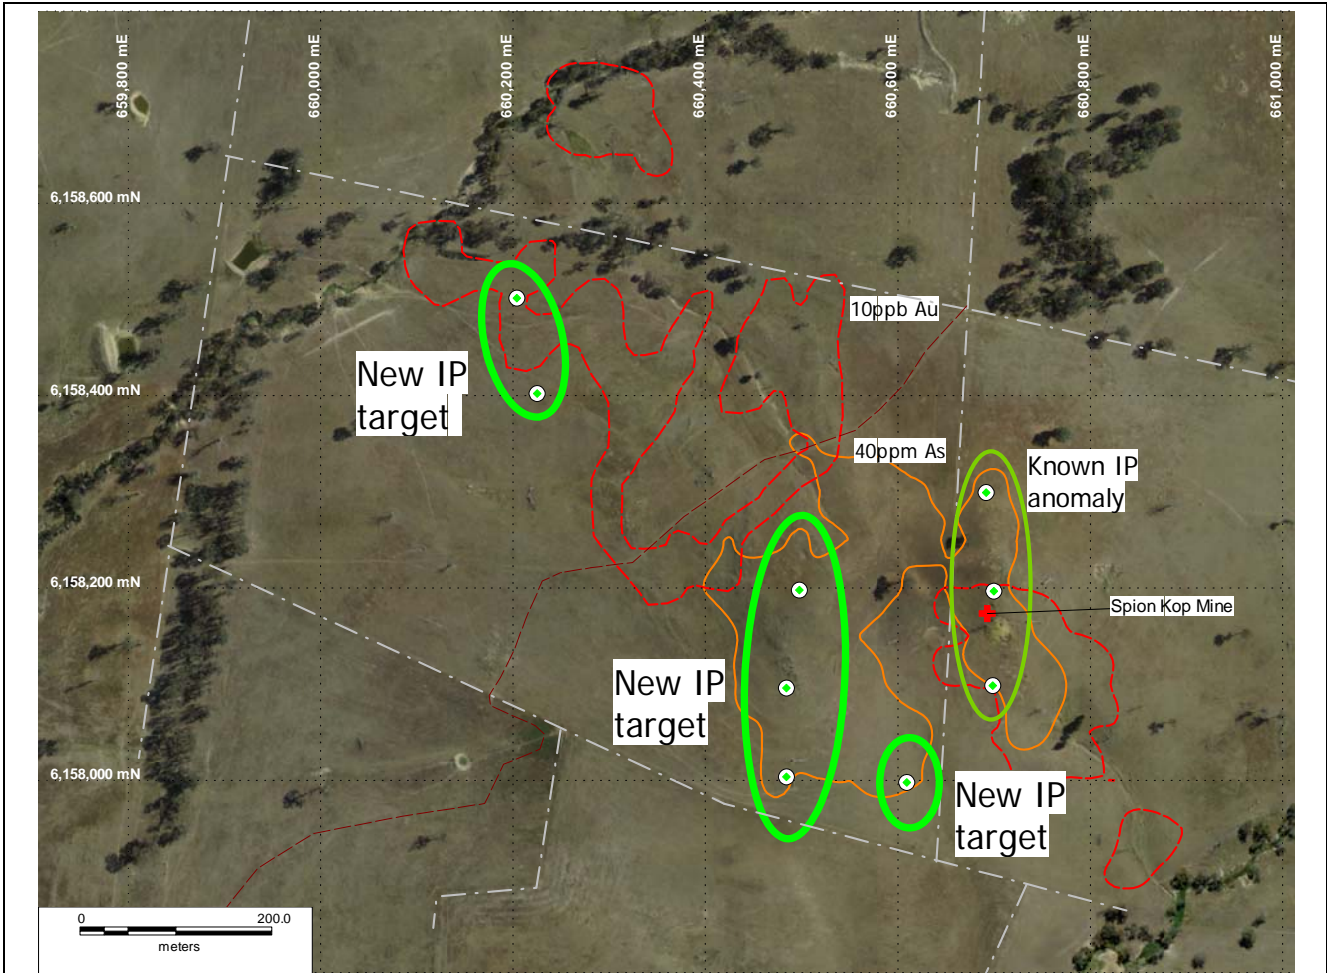 659,800 mE
660,000 mE
660,200 mE
660,400 mE
660,600 mE
660,800 mE
661,000 mE
6,158,600 mN
10ppb Au
New IP
target
6,158,400 mN
40ppm As
Known IP
anomaly
6,158,200 mN
Spion Kop Mine
New IP
target
6,158,000 mN
New IP
target
0 200.0
meters